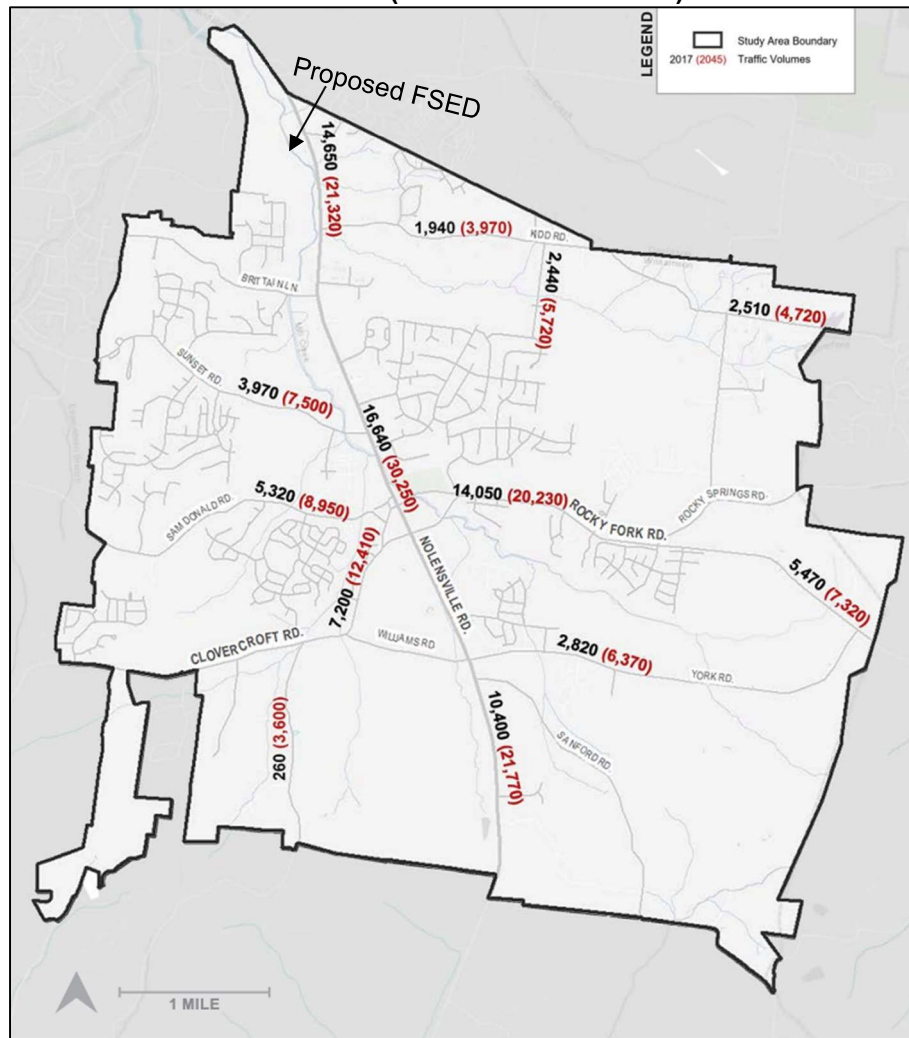 LEGEND
Study Area Boundary
2017 (2045) Traffic Volumes
Proposed FSED
14,650 (21,320)
1,940 (3,970)
KIDD RD.
2,440 (5,720)
2,510 (4,720)
BRITTAIN LN.
Mill Creek
SUNSET RD.
3,970 (7,500)
16,640 (30,250)
5,320 (8,950)
SAM DONALD RD.
14,050 (20,230)
ROCKY FORK RD.
ROCKY SPRINGS RD.
5,470 (7,320)
7,200 (12,410)
NOLENSVILLE RD.
CLOVERCROFT RD.
WILLIAMS RD.
2,820 (6,370)
YORK RD.
260 (3,600)
10,400 (21,770)
SANFORD RD.
1 MILE